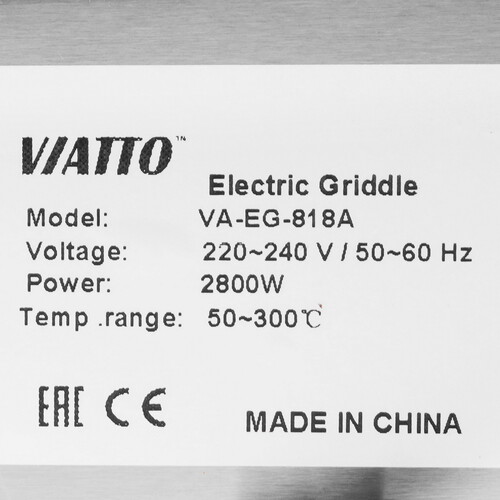 VIATTO™
Electric Griddle
Model: VA-EG-818A
Voltage: 220~240 V / 50~60 Hz
Power: 2800W
Temp .range: 50~300℃
EAC CE MADE IN CHINA